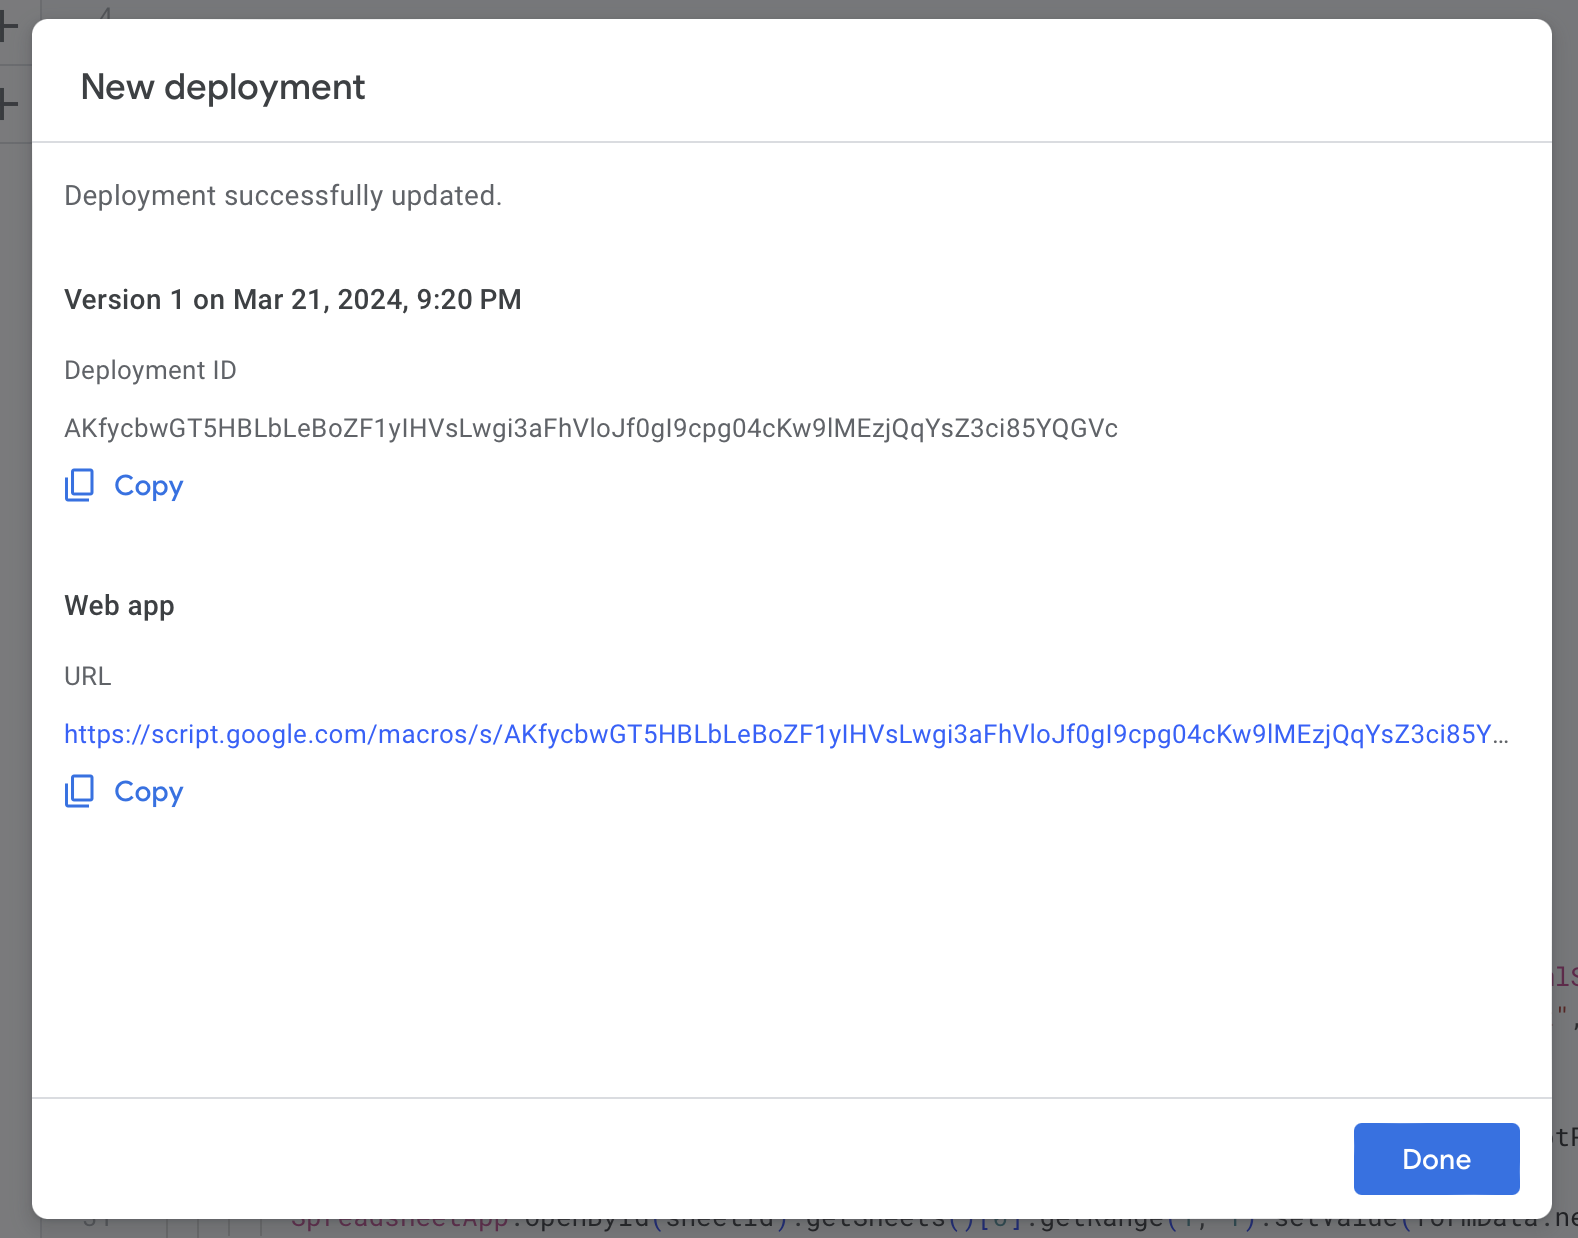 4
New deployment
Deployment successfully updated.
Version 1 on Mar 21, 2024, 9:20 PM
Deployment ID
AKfycbwGT5HBLbLeBoZF1yIHVsLwgi3aFhVloJf0gI9cpg04cKw9lMEzjQqYsZ3ci85YQGVc
Copy
Web app
URL
https://script.google.com/macros/s/AKfycbwGT5HBLbLeBoZF1yIHVsLwgi3aFhVloJf0gI9cpg04cKw9lMEzjQqYsZ3ci85Y...
Copy
Done